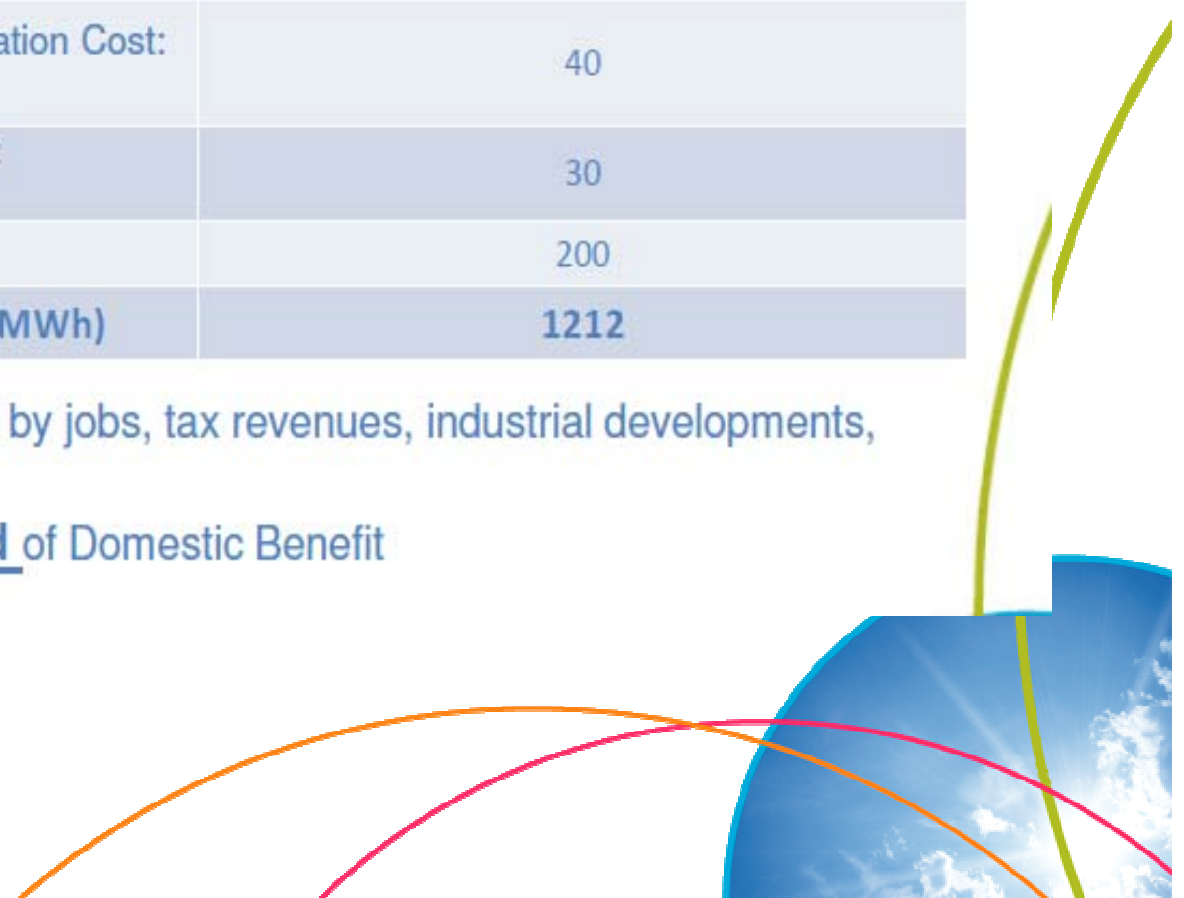 ation Cost:
40
30
200
MWh) 1212
by jobs, tax revenues, industrial developments,
of Domestic Benefit